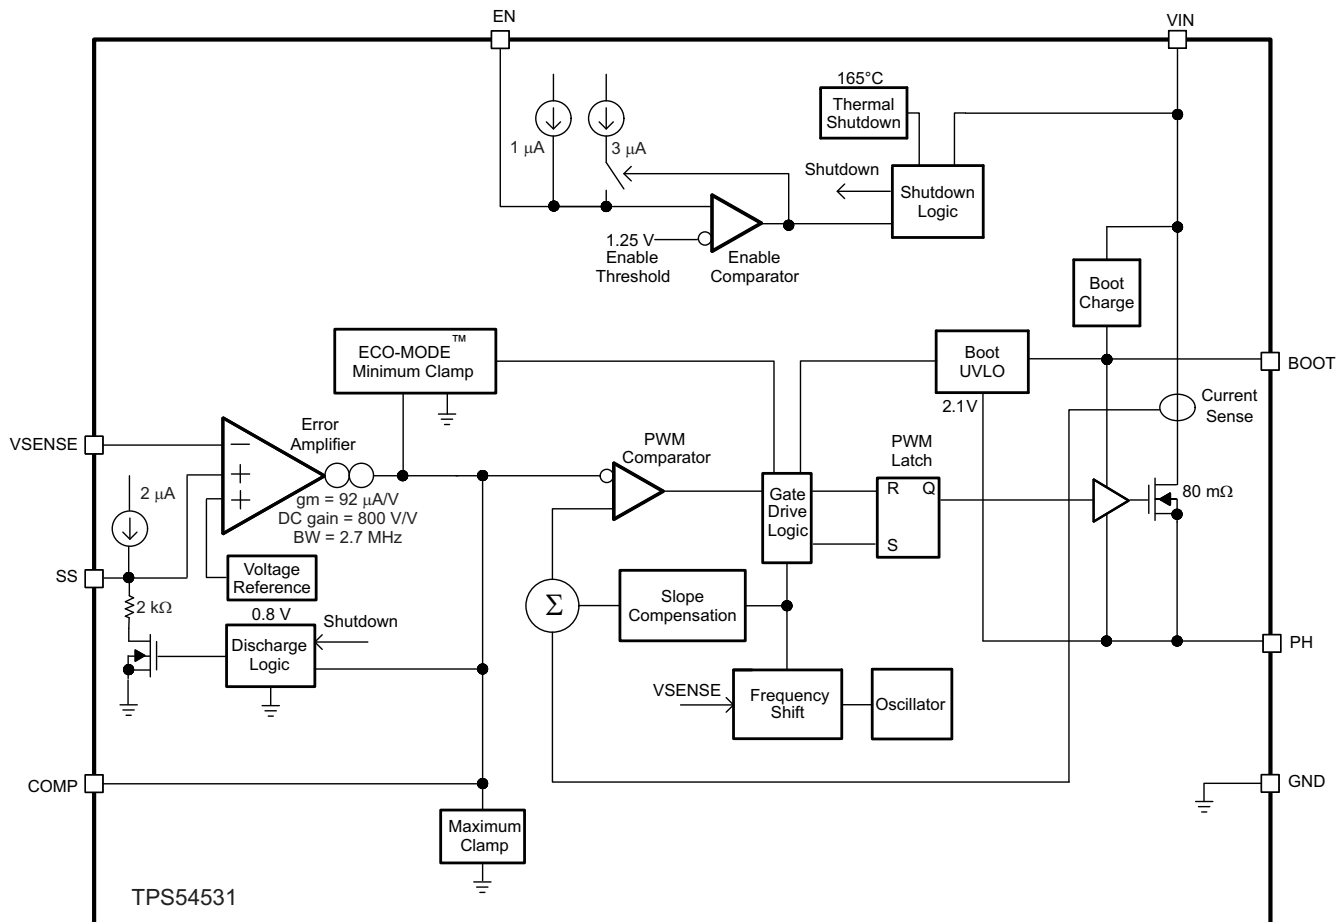 EN
VIN
165°C
Thermal
Shutdown
1 μA
3 μA
Shutdown
Shutdown
Logic
1.25 V
Enable
Threshold
Enable
Comparator
Boot
Charge
ECO-MODE™
Minimum Clamp
Boot
UVLO
2.1V
BOOT
Current
Sense
VSENSE
Error
Amplifier
gm = 92 μA/V
DC gain = 800 V/V
BW = 2.7 MHz
PWM
Comparator
Gate
Drive
Logic
PWM
Latch
R Q
S
80 mΩ
2 μA
SS
Voltage
Reference
0.8 V
2 kΩ
Discharge
Logic
Shutdown
Σ
Slope
Compensation
PH
VSENSE
Frequency
Shift
Oscillator
COMP
GND
Maximum
Clamp
TPS54531